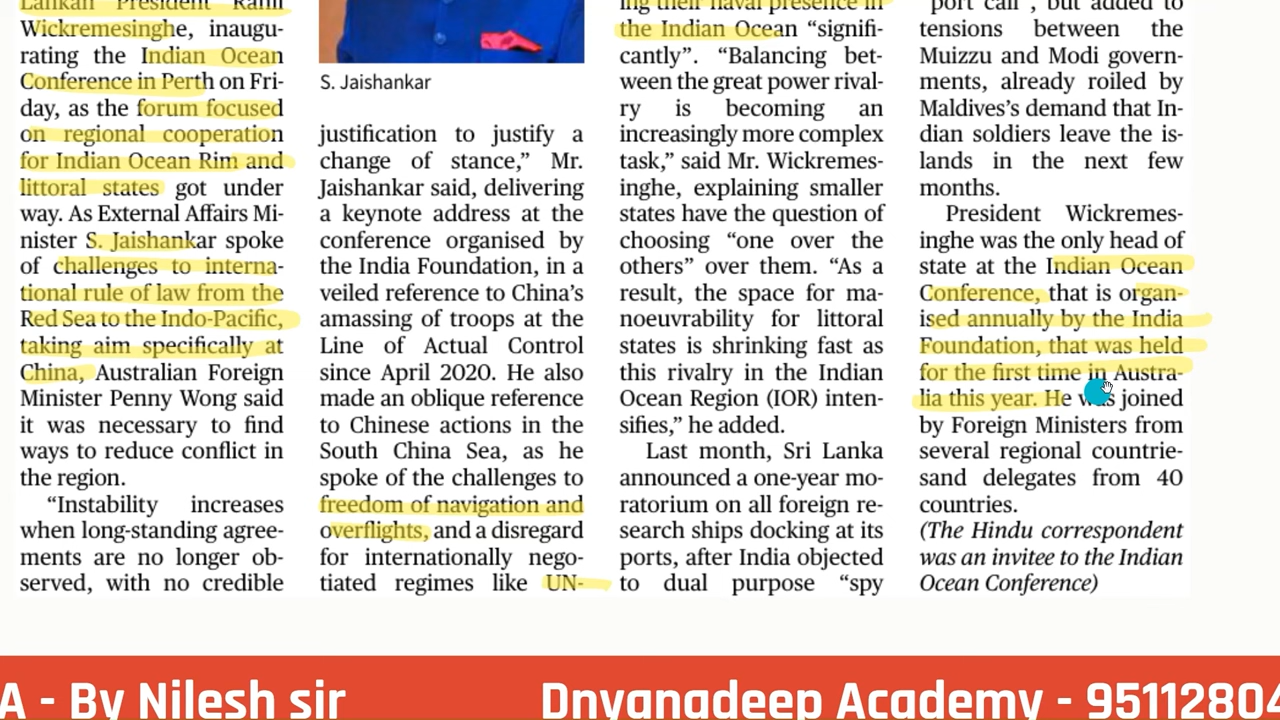 Lankan President Ranil
Wickremesinghe, inaugu-
rating the Indian Ocean
Conference in Perth on Fri-
day, as the forum focused
on regional cooperation
for Indian Ocean Rim and
littoral states got under
way. As External Affairs Mi-
nister S. Jaishankar spoke
of challenges to interna-
tional rule of law from the
Red Sea to the Indo-Pacific,
taking aim specifically at
China, Australian Foreign
Minister Penny Wong said
it was necessary to find
ways to reduce conflict in
the region.
“Instability increases
when long-standing agree-
ments are no longer ob-
served, with no credible
S. Jaishankar
justification to justify a
change of stance,” Mr.
Jaishankar said, delivering
a keynote address at the
conference organised by
the India Foundation, in a
veiled reference to China’s
amassing of troops at the
Line of Actual Control
since April 2020. He also
made an oblique reference
to Chinese actions in the
South China Sea, as he
spoke of the challenges to
freedom of navigation and
overflights, and a disregard
for internationally nego-
tiated regimes like UN-
ing their naval presence in
the Indian Ocean “signifi-
cantly”. “Balancing bet-
ween the great power rival-
ry is becoming an
increasingly more complex
task,” said Mr. Wickremes-
inghe, explaining smaller
states have the question of
choosing “one over the
others” over them. “As a
result, the space for ma-
noeuvrability for littoral
states is shrinking fast as
this rivalry in the Indian
Ocean Region (IOR) inten-
sifies,” he added.
Last month, Sri Lanka
announced a one-year mo-
ratorium on all foreign re-
search ships docking at its
ports, after India objected
to dual purpose “spy
port call”, but added to
tensions between the
Muizzu and Modi govern-
ments, already roiled by
Maldives’s demand that In-
dian soldiers leave the is-
lands in the next few
months.
President Wickremes-
inghe was the only head of
state at the Indian Ocean
Conference, that is organ-
ised annually by the India
Foundation, that was held
for the first time in Austra-
lia this year. He was joined
by Foreign Ministers from
several regional countrie-
sand delegates from 40
countries.
(The Hindu correspondent
was an invitee to the Indian
Ocean Conference)
A - By Nilesh sir
Dnyanadeep Academy - 95112804